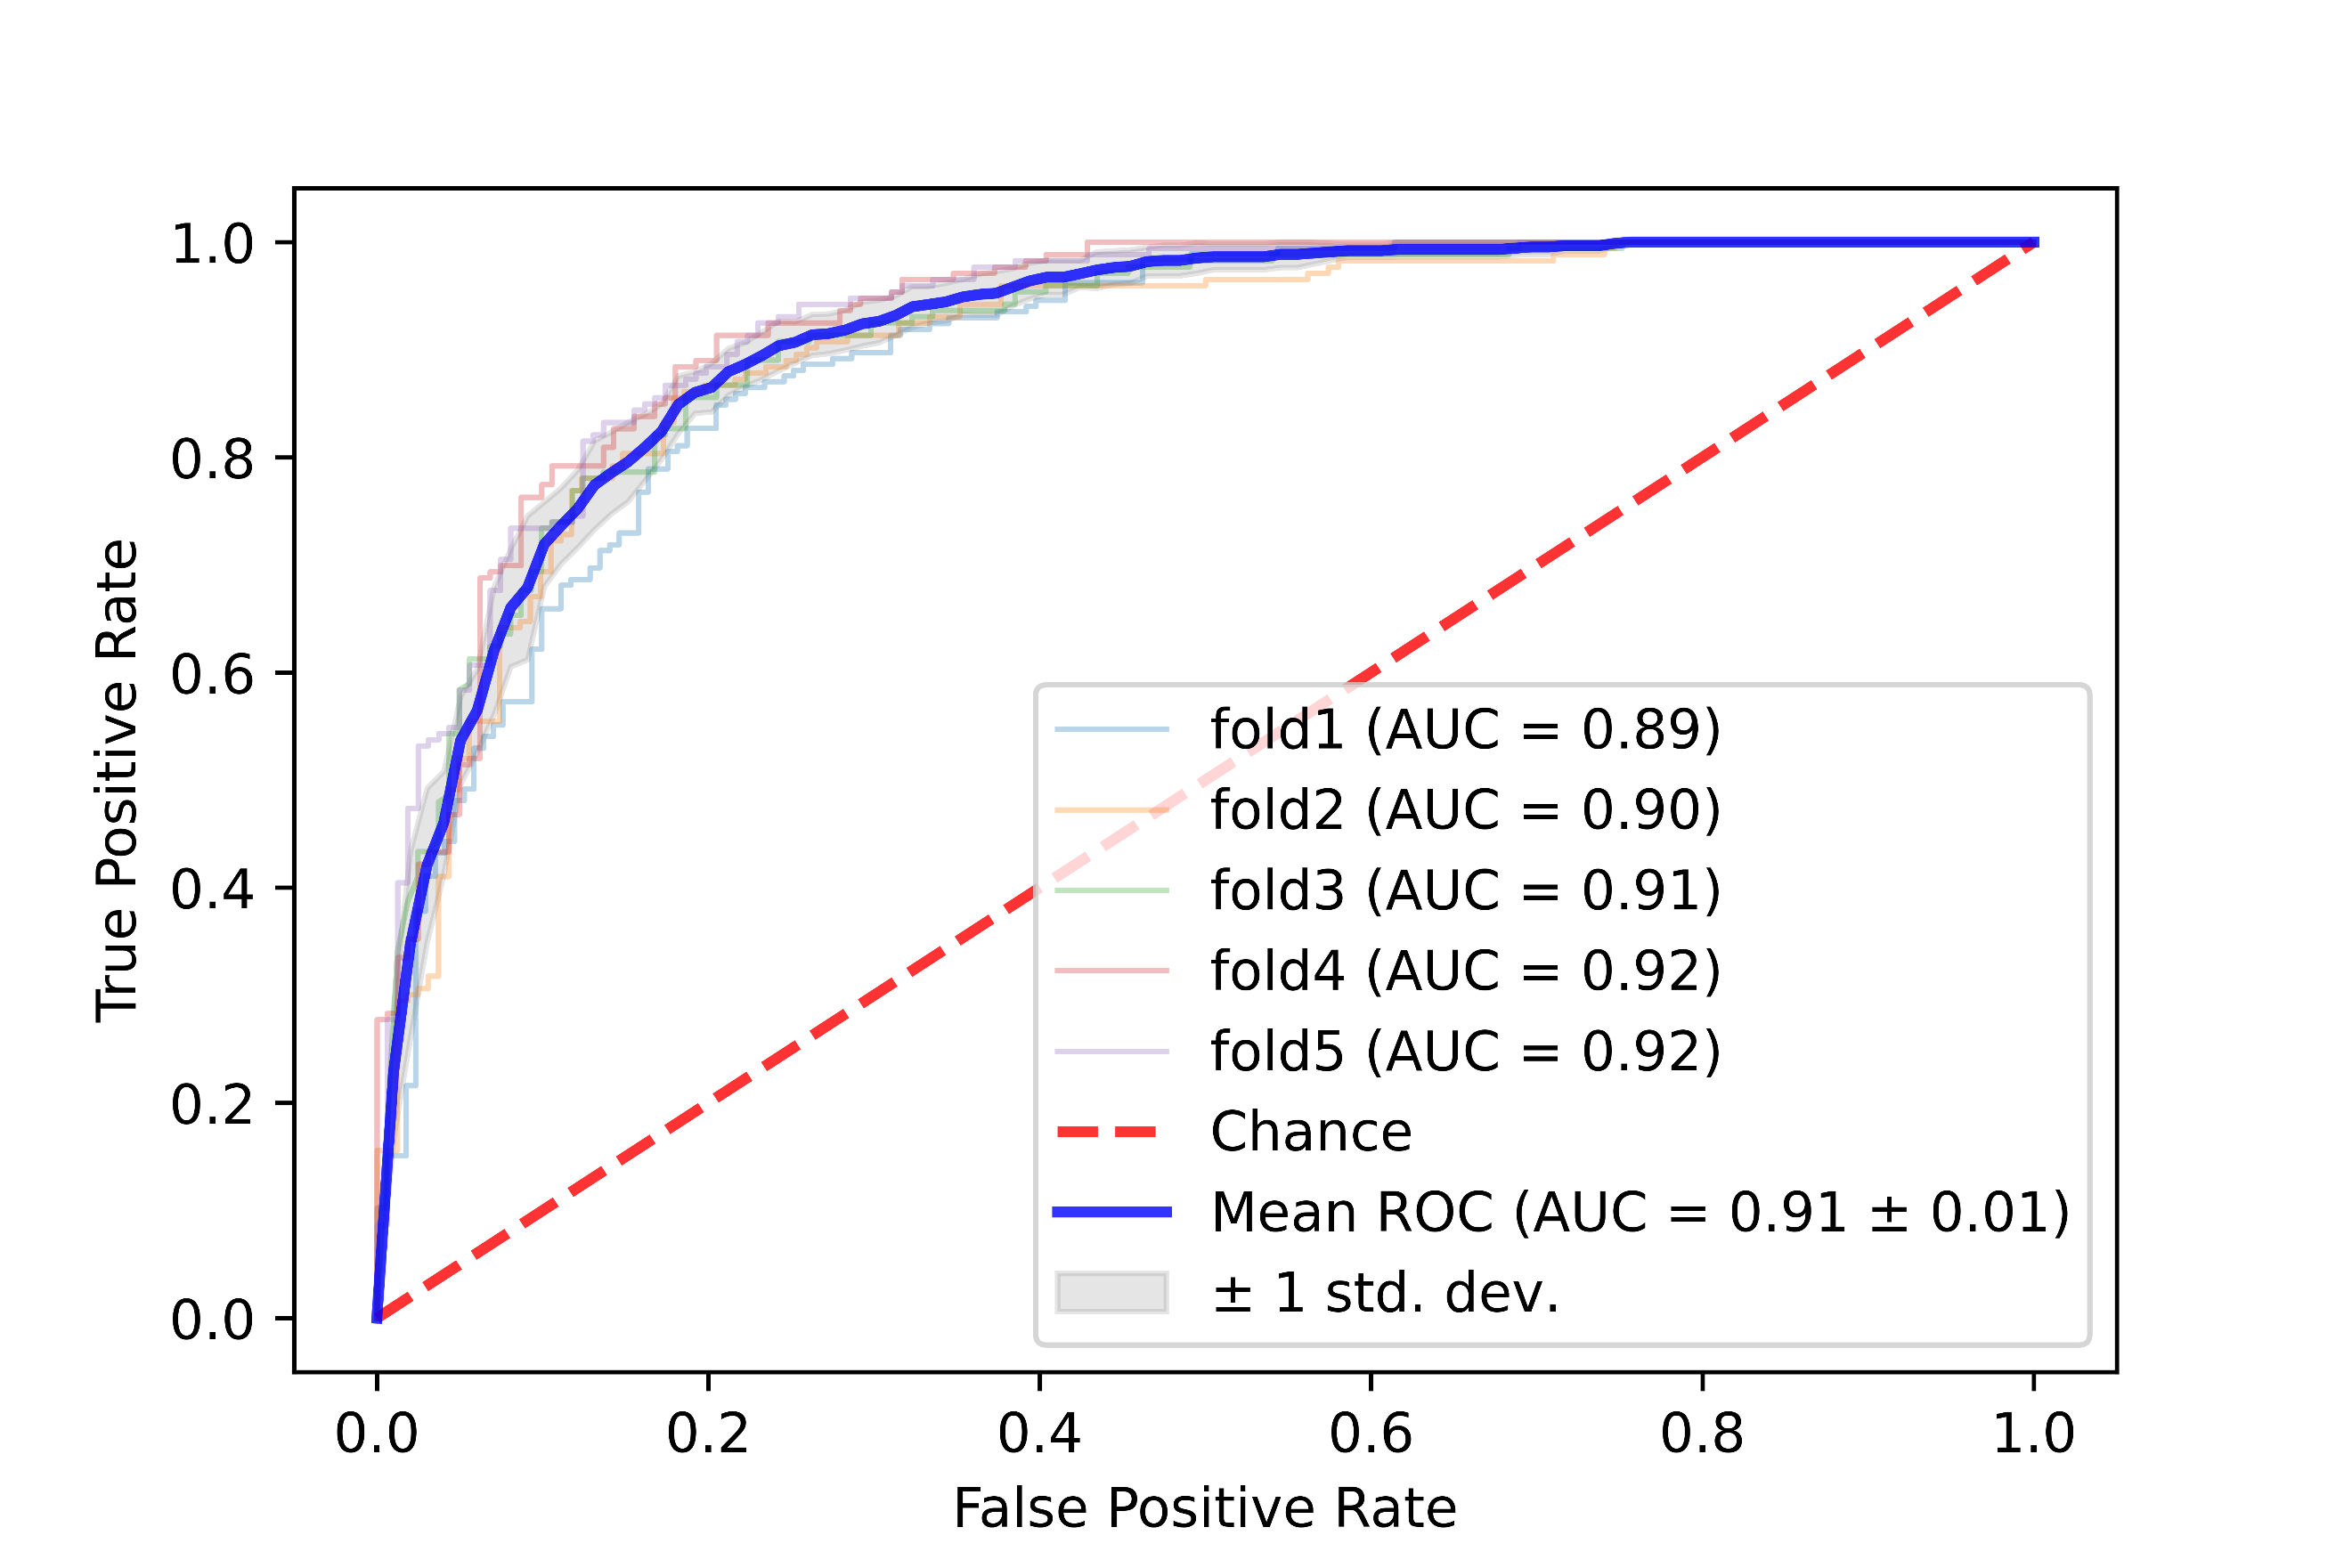 1.0
0.8
0.6
0.4
0.2
0.0
True Positive Rate
fold1 (AUC = 0.89)
fold2 (AUC = 0.90)
fold3 (AUC = 0.91)
fold4 (AUC = 0.92)
fold5 (AUC = 0.92)
Chance
Mean ROC (AUC = 0.91 ± 0.01)
± 1 std. dev.
0.0 0.2 0.4 0.6 0.8 1.0
False Positive Rate